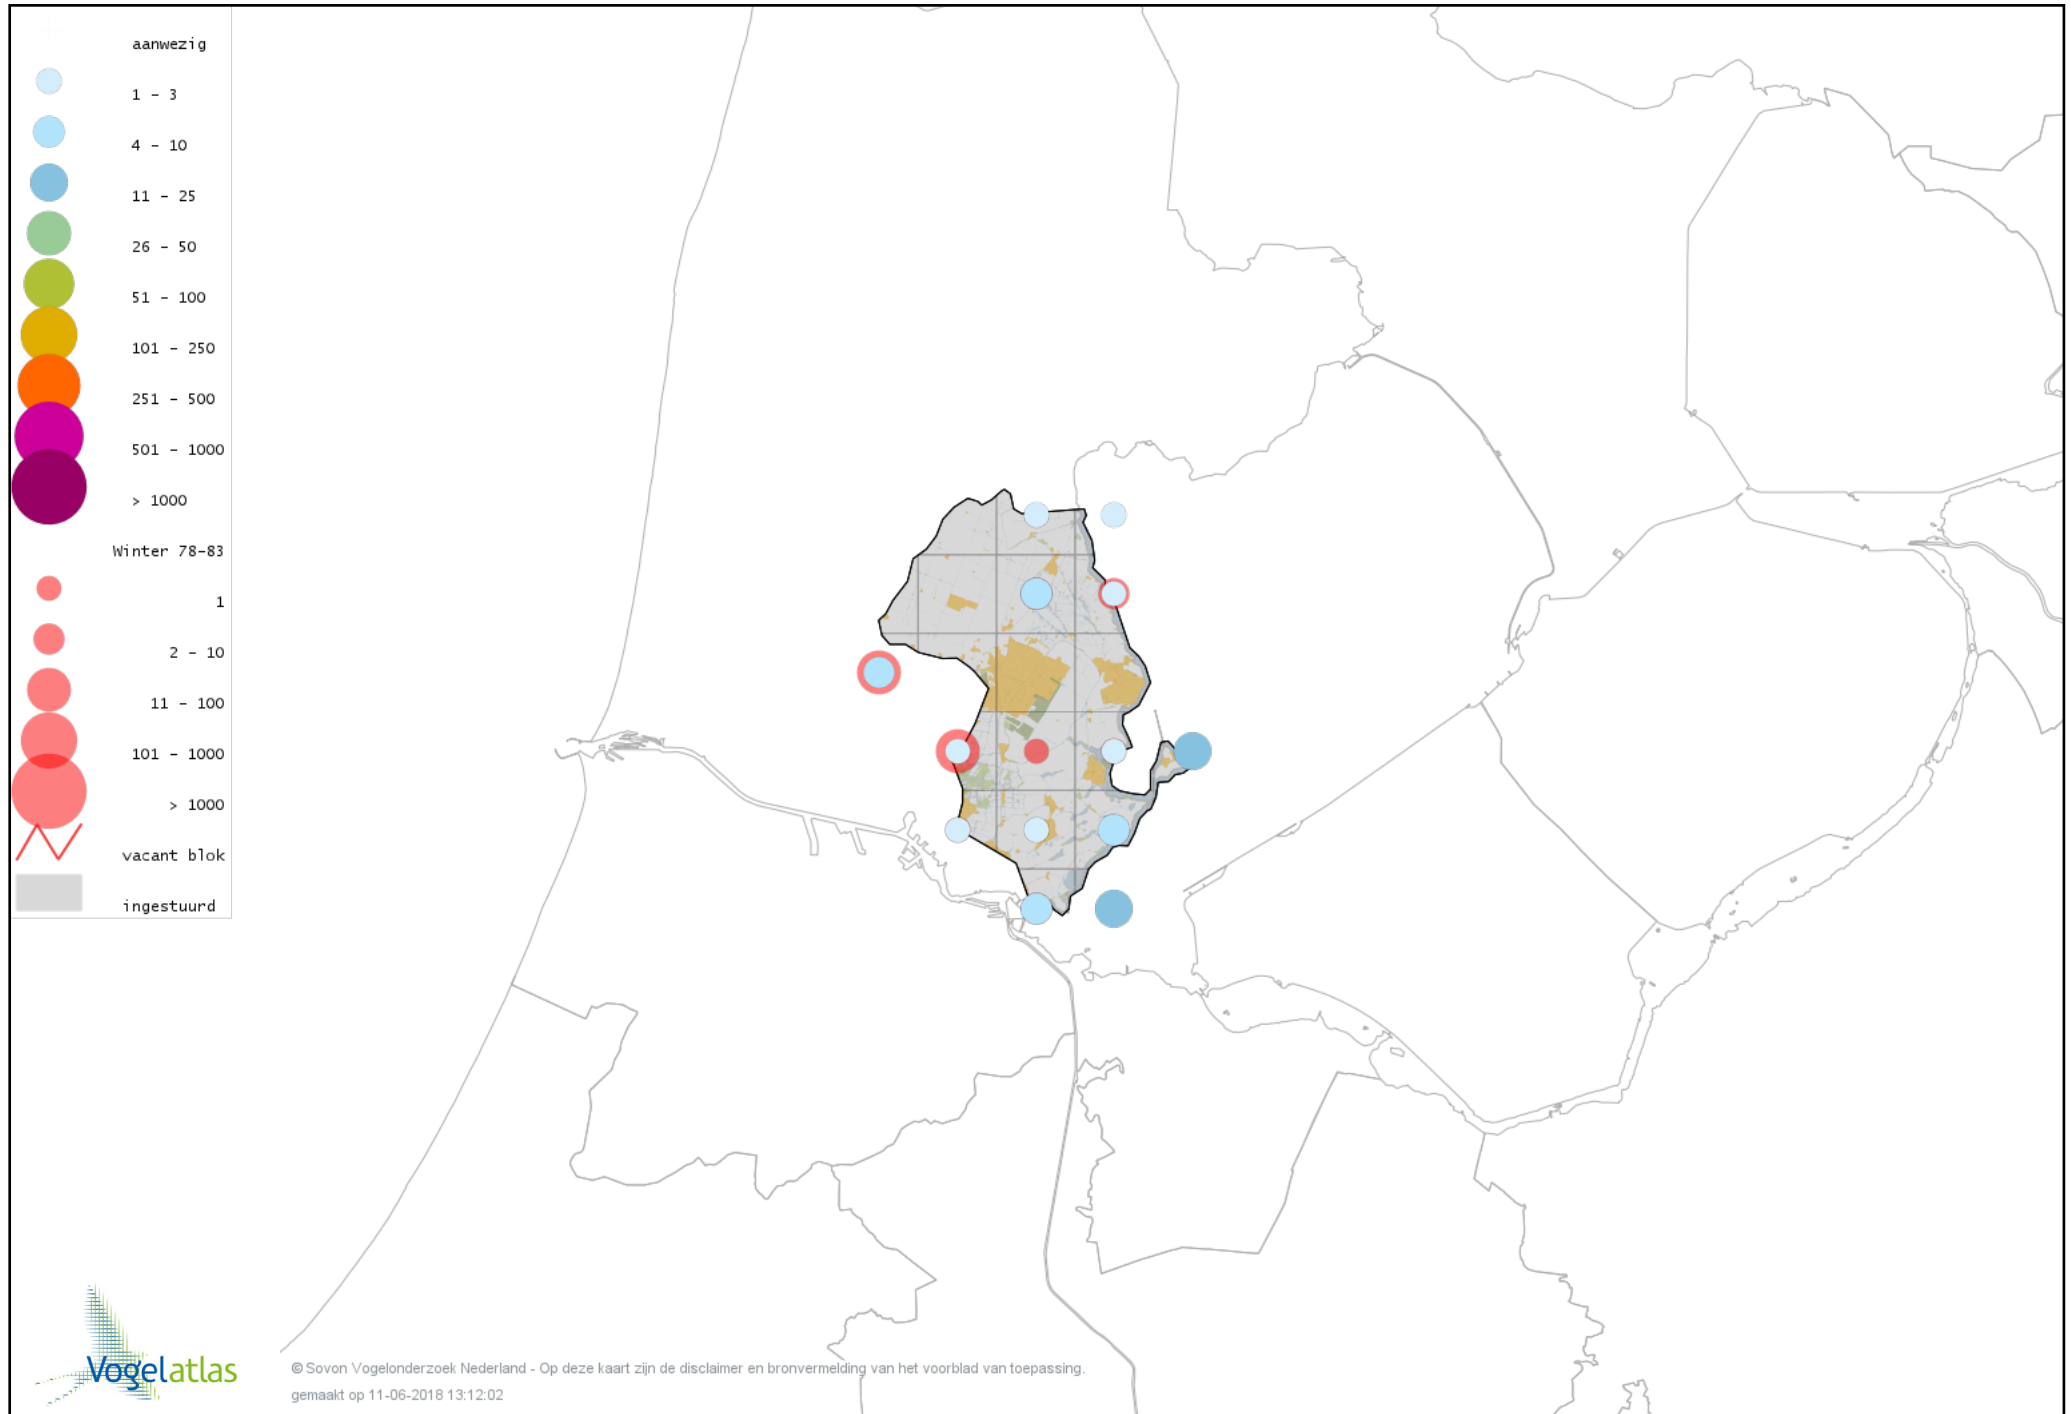 aanwezig
1 – 3
4 – 10
11 – 25
26 – 50
51 – 100
101 – 250
251 – 500
501 – 1000
> 1000
Winter 78–83
1
2 – 10
11 – 100
101 – 1000
> 1000
vacant blok
ingestuurd
Vogelatlas
© Sovon Vogelonderzoek Nederland - Op deze kaart zijn de disclaimer en bronvermelding van het voorblad van toepassing.
gemaakt op 11-06-2018 13:12:02